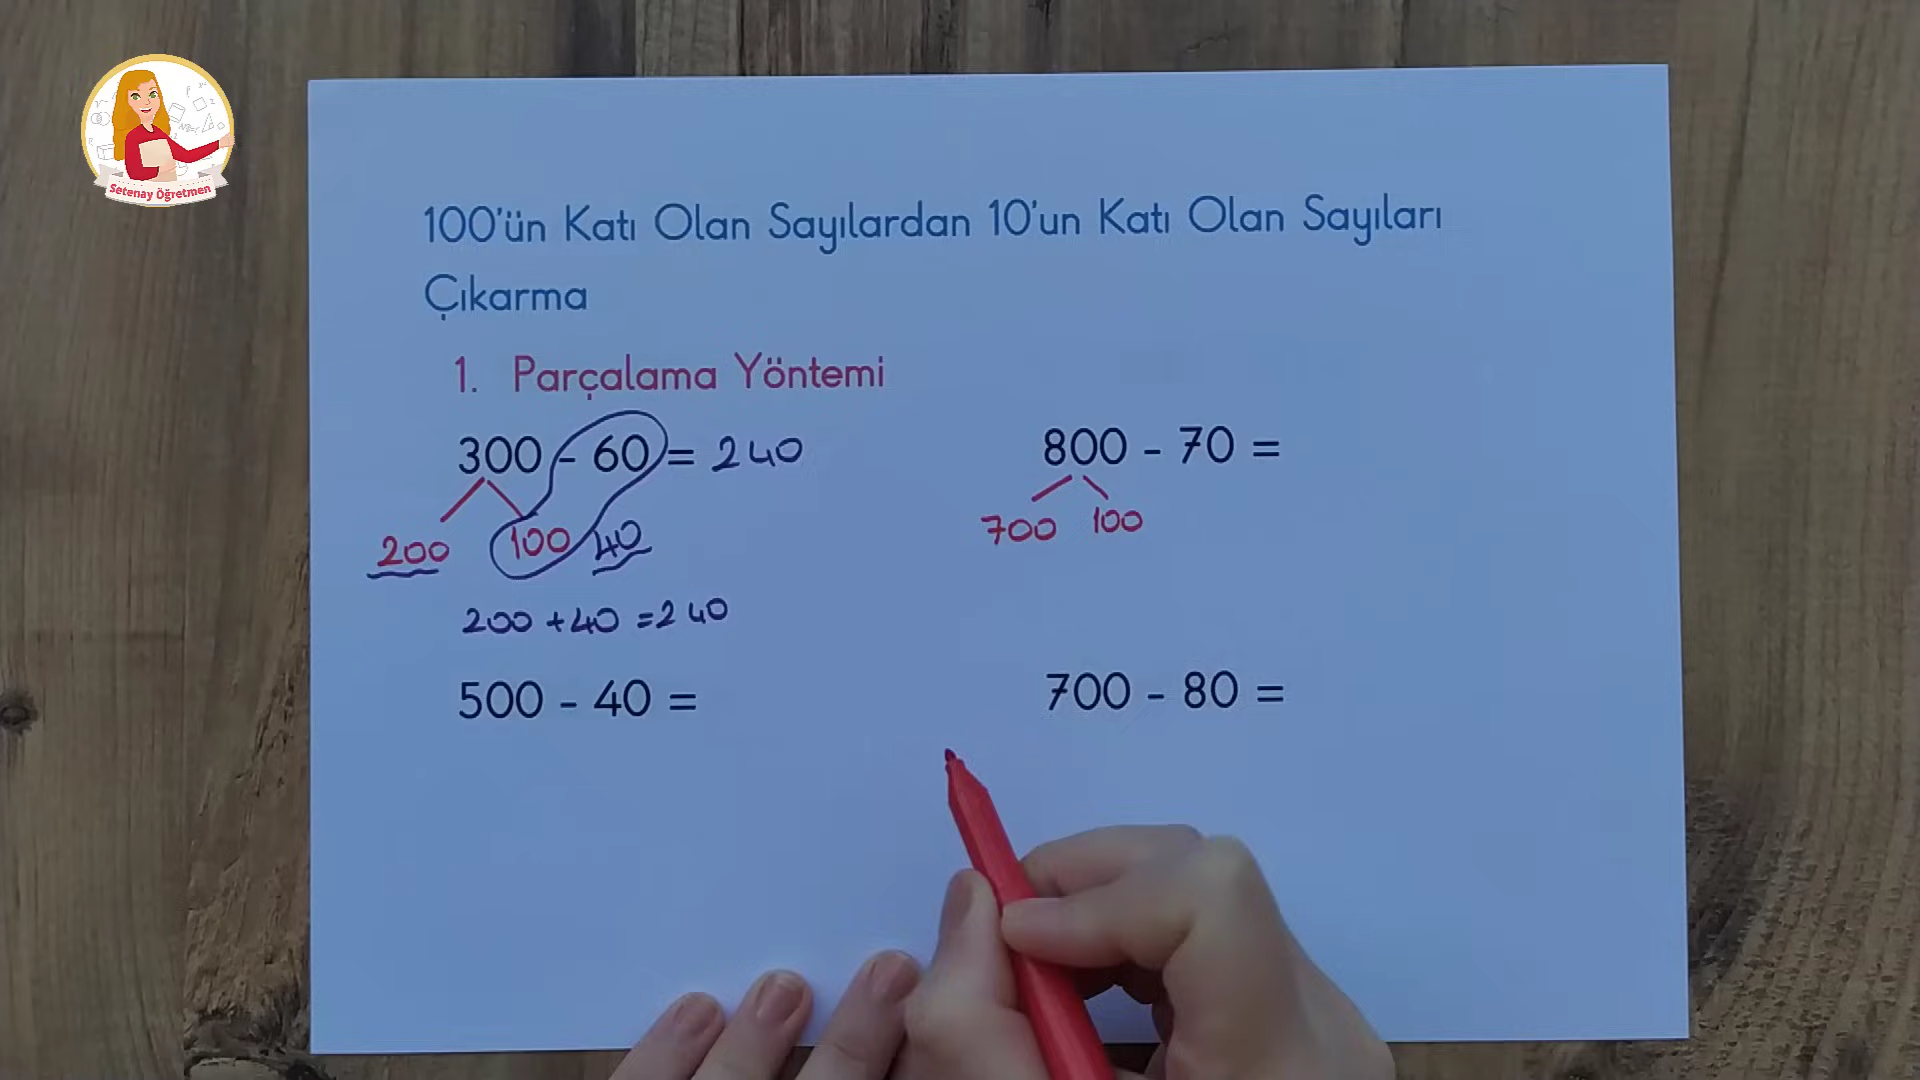 Setenay Öğretmen
100'ün Katı Olan Sayılardan 10'un Katı Olan Sayıları
Çıkarma
1. Parçalama Yöntemi
300 - 60 = 240
200 100 40
200 + 40 = 240
800 - 70 =
700 100
500 - 40 =
700 - 80 =